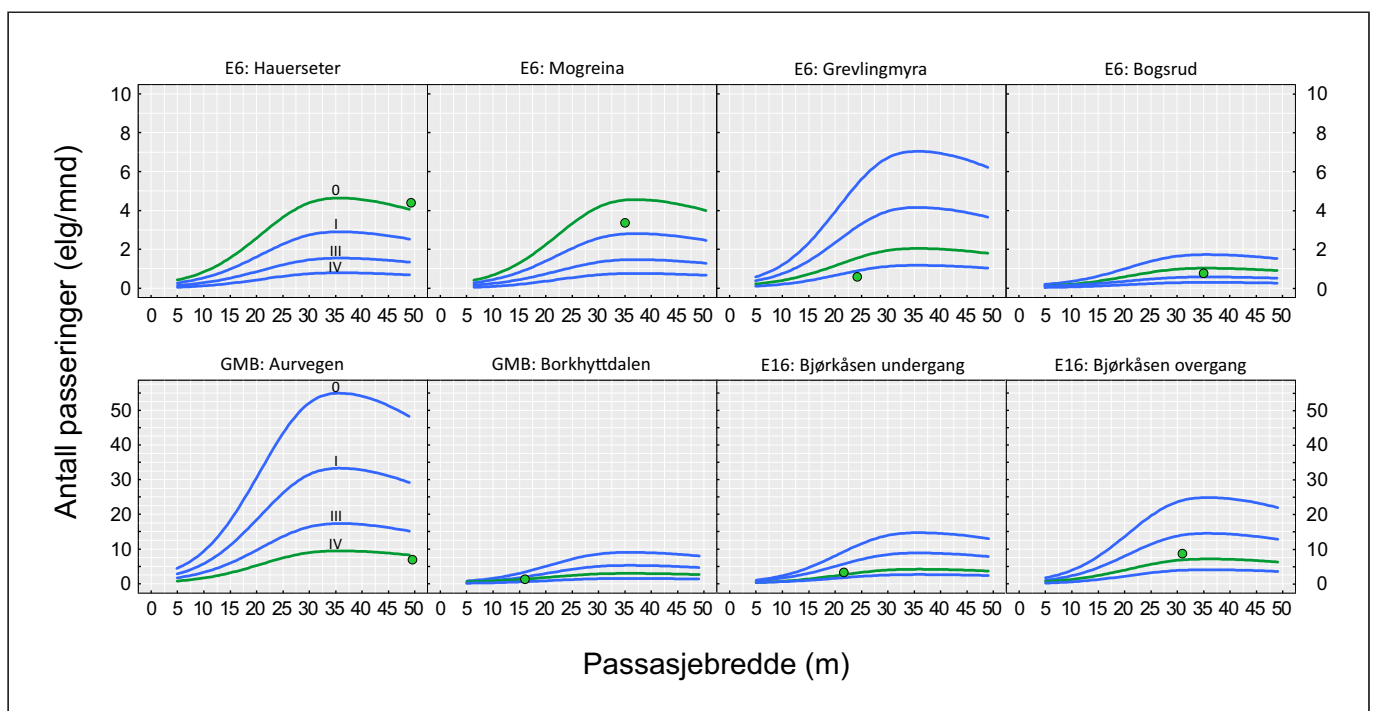 E6: Hauerseter E6: Mogreina E6: Grevlingmyra E6: Bogsrud
10 10
8 8
6 6
0
4 4
I
2 2
III
IV
0 0
0 5 10 15 20 25 30 35 40 45 50 0 5 10 15 20 25 30 35 40 45 50 0 5 10 15 20 25 30 35 40 45 50 0 5 10 15 20 25 30 35 40 45 50
Antall passeringer (elg/mnd)
GMB: Aurvegen GMB: Borkhyttdalen E16: Bjørkåsen undergang E16: Bjørkåsen overgang
0
50 50
40 40
I
30 30
20 20
III
10 10
IV
0 0
0 5 10 15 20 25 30 35 40 45 50 0 5 10 15 20 25 30 35 40 45 50 0 5 10 15 20 25 30 35 40 45 50 0 5 10 15 20 25 30 35 40 45 50
Passasjebredde (m)